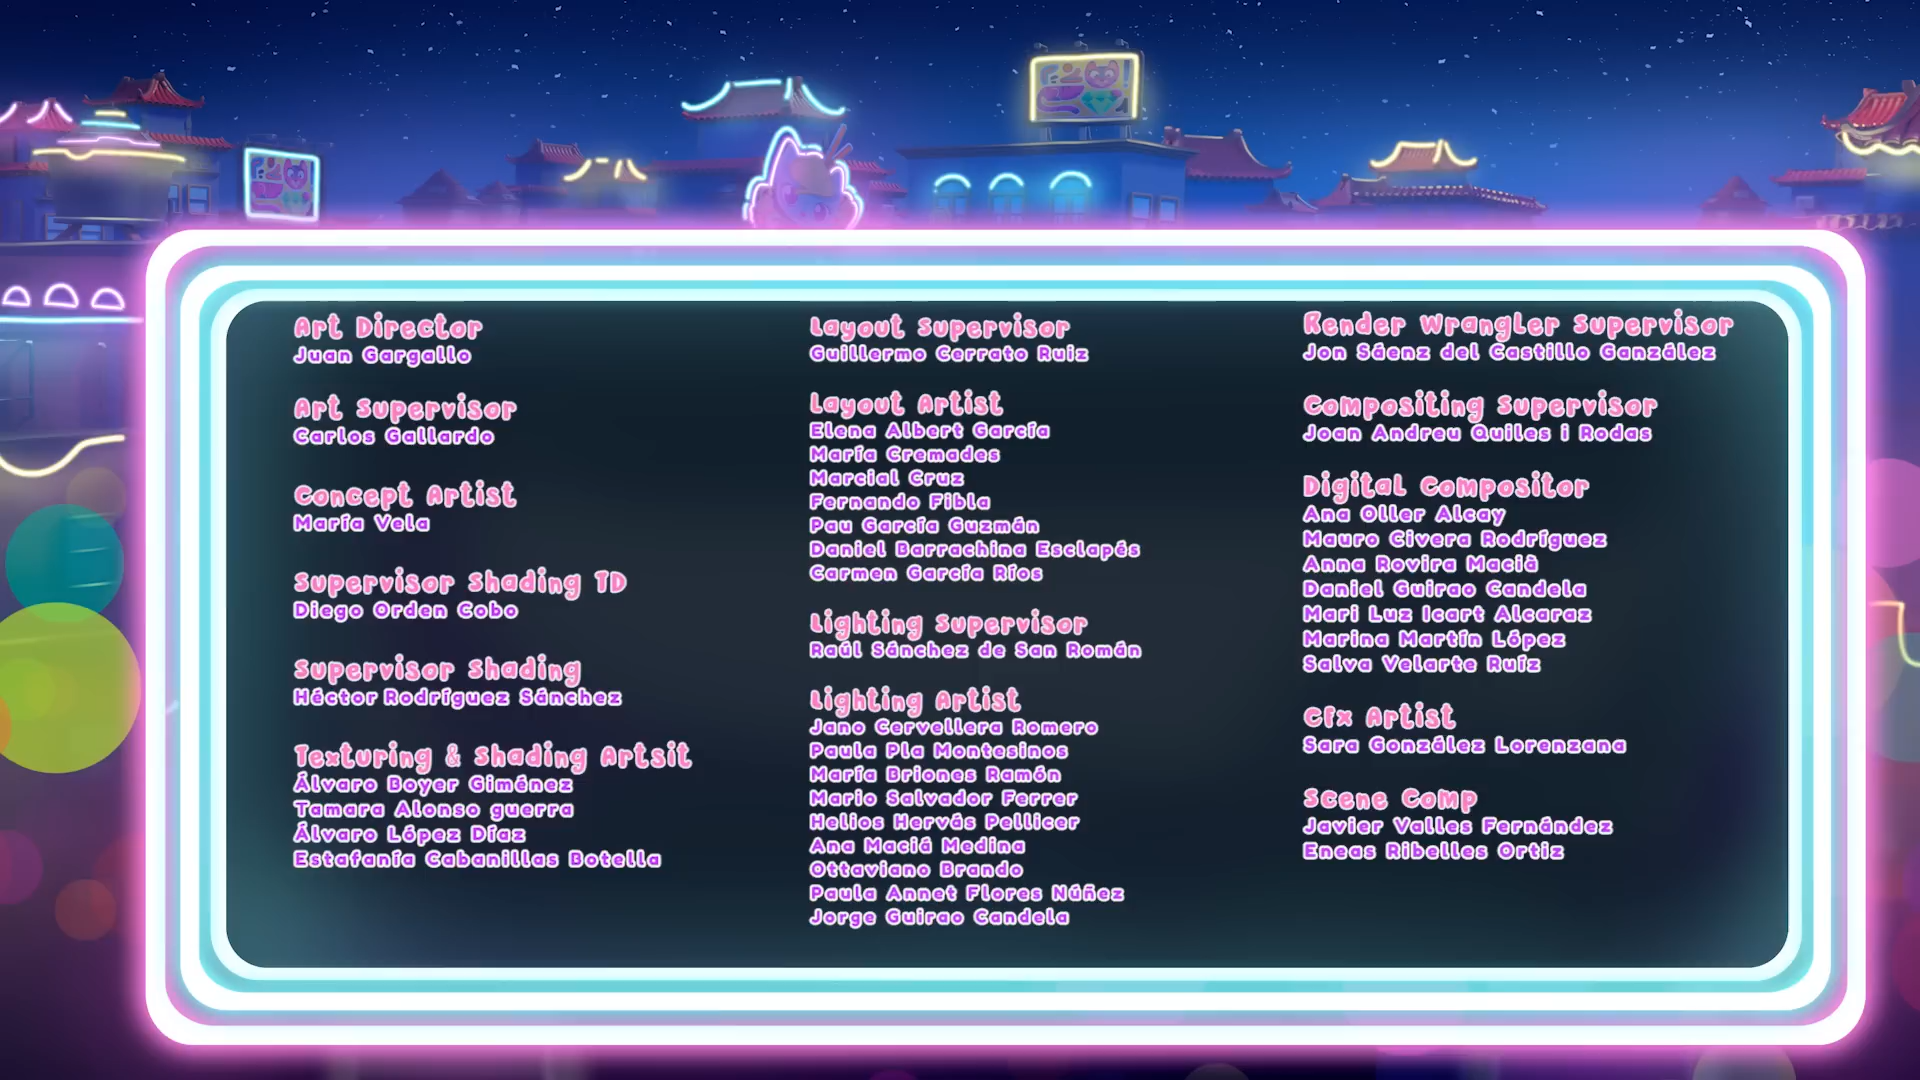 Art Director
Juan Gargallo
Art Supervisor
Carlos Gallardo
Concept Artist
María Vela
Supervisor Shading TD
Diego Orden Cobo
Supervisor Shading
Héctor Rodríguez Sánchez
Texturing & Shading Artsit
Álvaro Boyer Giménez
Tamara Alonso guerra
Álvaro López Díaz
Estafanía Cabanillas Botella
Layout Supervisor
Guillermo Cerrato Ruiz
Layout Artist
Elena Albert García
María Cremades
Marcial Cruz
Fernando Fibla
Pau García Guzmán
Daniel Barrachina Esclapés
Carmen García Ríos
Lighting Supervisor
Raúl Sánchez de San Román
Lighting Artist
Jano Cervellera Romero
Paula Pla Montesinos
María Briones Ramón
Mario Salvador Ferrer
Helios Hervás Pellicer
Ana Maciá Medina
Ottaviano Brando
Paula Annet Flores Núñez
Jorge Guirao Candela
Render Wrangler Supervisor
Jon Sáenz del Castillo Ganzález
Compositing Supervisor
Joan Andreu Quiles i Rodas
Digital Compositor
Ana Oller Alcay
Mauro Civera Rodríguez
Anna Rovira Macià
Daniel Guirao Candela
Mari Luz Icart Alcaraz
Marina Martín López
Salva Velarte Ruíz
Cfx Artist
Sara González Lorenzana
Scene Comp
Javier Valles Fernández
Eneas Ribelles Ortiz